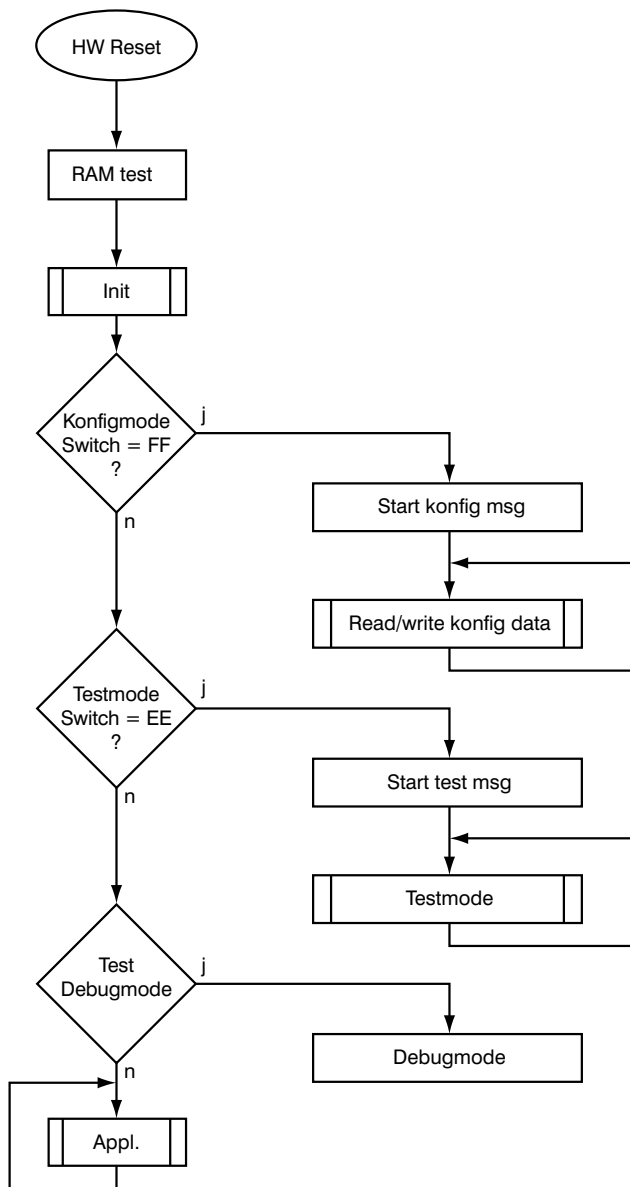 HW Reset
RAM test
Init
Konfigmode
Switch = FF
?
j
n
Start konfig msg
Read/write konfig data
Testmode
Switch = EE
?
j
n
Start test msg
Testmode
Test
Debugmode
j
n
Debugmode
Appl.